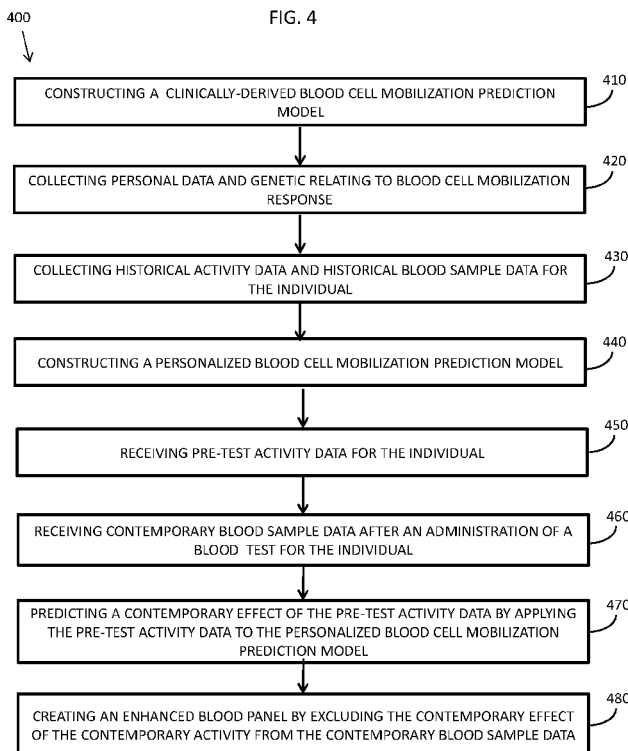 FIG. 4
400
CONSTRUCTING A CLINICALLY-DERIVED BLOOD CELL MOBILIZATION PREDICTION
MODEL
410
COLLECTING PERSONAL DATA AND GENETIC RELATING TO BLOOD CELL MOBILIZATION
RESPONSE
420
COLLECTING HISTORICAL ACTIVITY DATA AND HISTORICAL BLOOD SAMPLE DATA FOR
THE INDIVIDUAL
430
CONSTRUCTING A PERSONALIZED BLOOD CELL MOBILIZATION PREDICTION MODEL
440
RECEIVING PRE-TEST ACTIVITY DATA FOR THE INDIVIDUAL
450
RECEIVING CONTEMPORARY BLOOD SAMPLE DATA AFTER AN ADMINISTRATION OF A
BLOOD TEST FOR THE INDIVIDUAL
460
PREDICTING A CONTEMPORARY EFFECT OF THE PRE-TEST ACTIVITY DATA BY APPLYING
THE PRE-TEST ACTIVITY DATA TO THE PERSONALIZED BLOOD CELL MOBILIZATION
PREDICTION MODEL
470
CREATING AN ENHANCED BLOOD PANEL BY EXCLUDING THE CONTEMPORARY EFFECT
OF THE CONTEMPORARY ACTIVITY FROM THE CONTEMPORARY BLOOD SAMPLE DATA
480